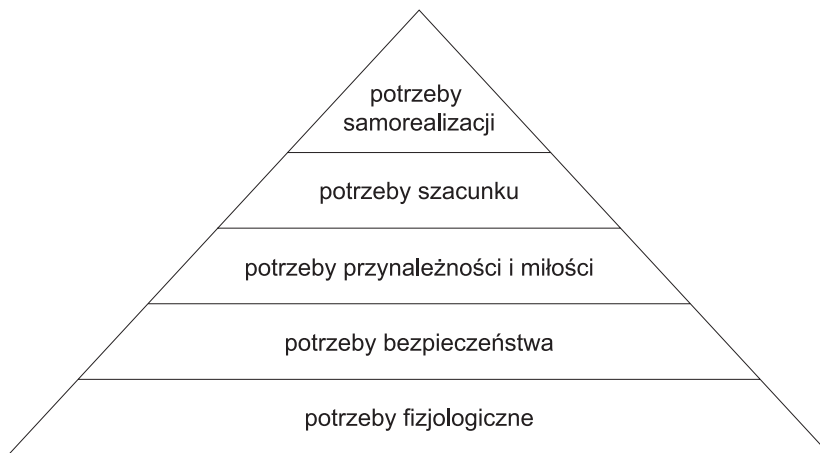 potrzeby
samorealizacji
potrzeby szacunku
potrzeby przynależności i miłości
potrzeby bezpieczeństwa
potrzeby fizjologiczne